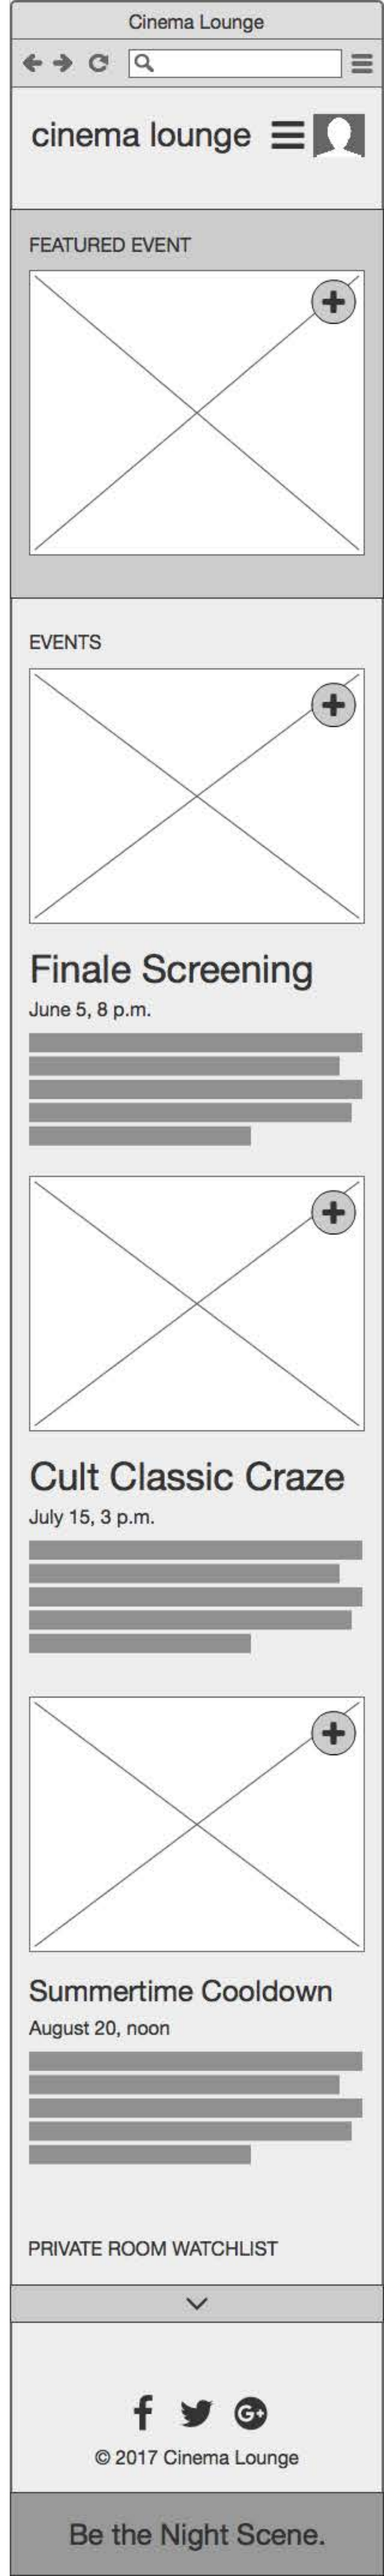 Cinema Lounge
cinema lounge
FEATURED EVENT
EVENTS
Finale Screening
June 5, 8 p.m.
Cult Classic Craze
July 15, 3 p.m.
Summertime Cooldown
August 20, noon
PRIVATE ROOM WATCHLIST
© 2017 Cinema Lounge
Be the Night Scene.